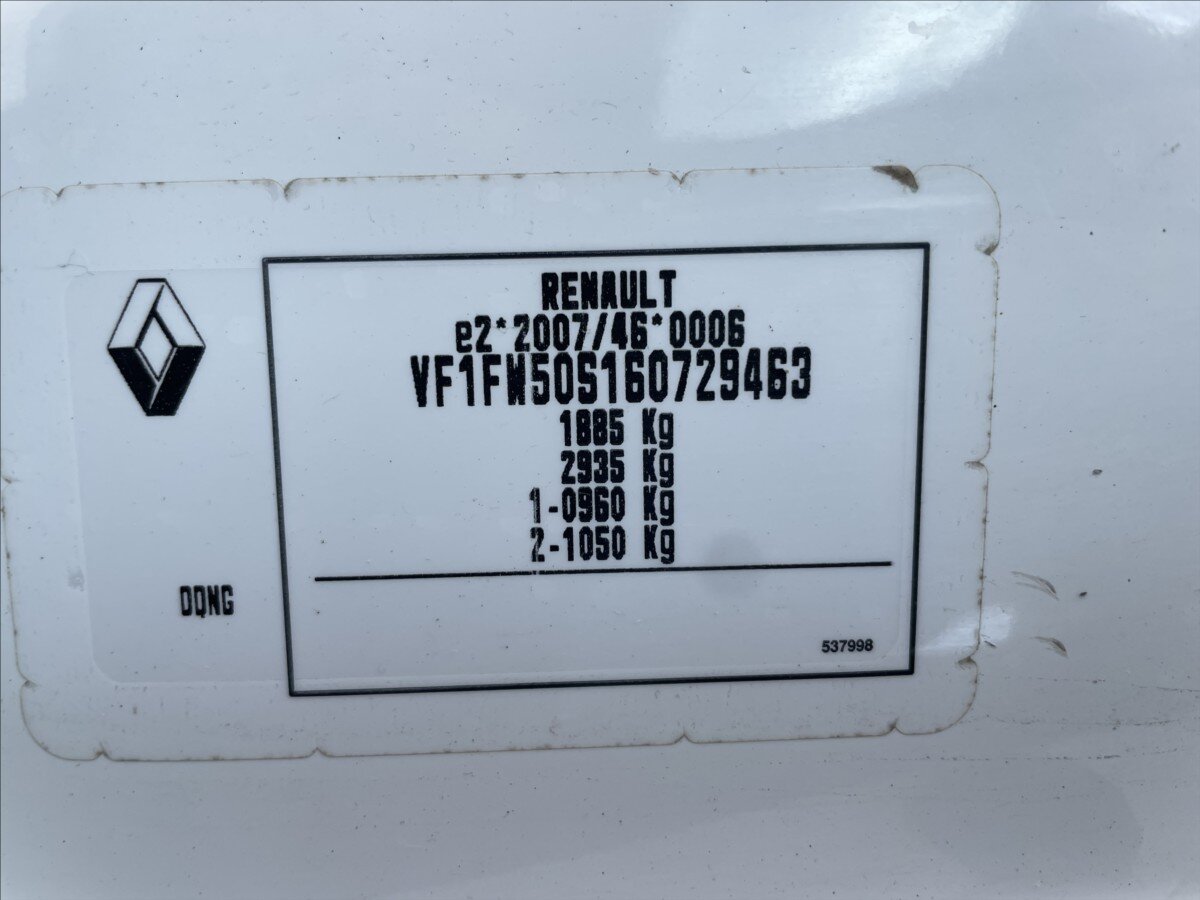 RENAULT
e2*2007/46*0006
VF1FW50S160729463
1885 Kg
2935 Kg
1-0960 Kg
2-1050 Kg
DQNG
537998